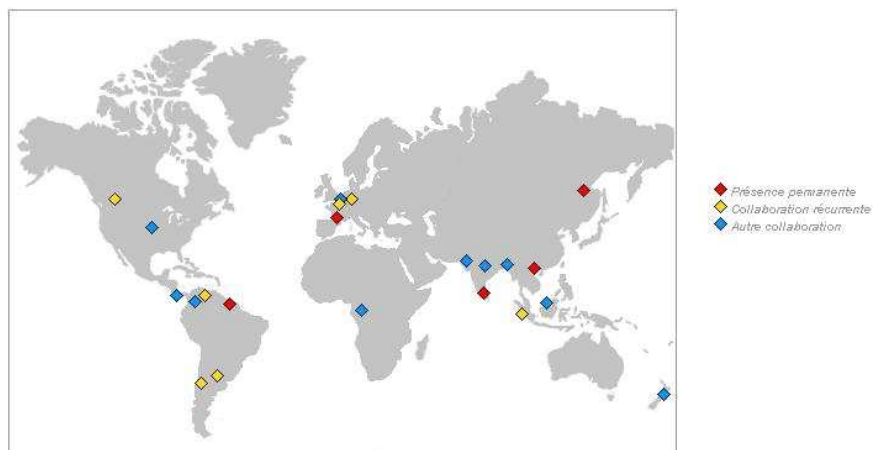 Présence permanente
Collaboration récurrente
Autre collaboration